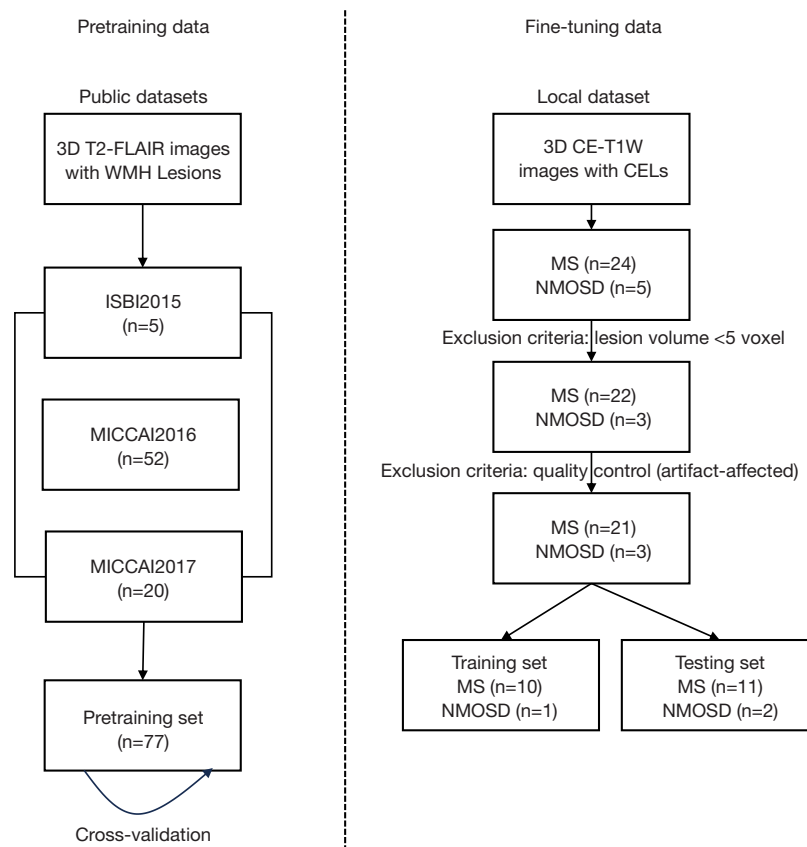 Pretraining data
Public datasets
3D T2-FLAIR images
with WMH Lesions
ISBI2015
(n=5)
MICCAI2016
(n=52)
MICCAI2017
(n=20)
Pretraining set
(n=77)
Cross-validation
Fine-tuning data
Local dataset
3D CE-T1W
images with CELs
MS (n=24)
NMOSD (n=5)
Exclusion criteria: lesion volume <5 voxel
MS (n=22)
NMOSD (n=3)
Exclusion criteria: quality control (artifact-affected)
MS (n=21)
NMOSD (n=3)
Training set
MS (n=10)
NMOSD (n=1)
Testing set
MS (n=11)
NMOSD (n=2)